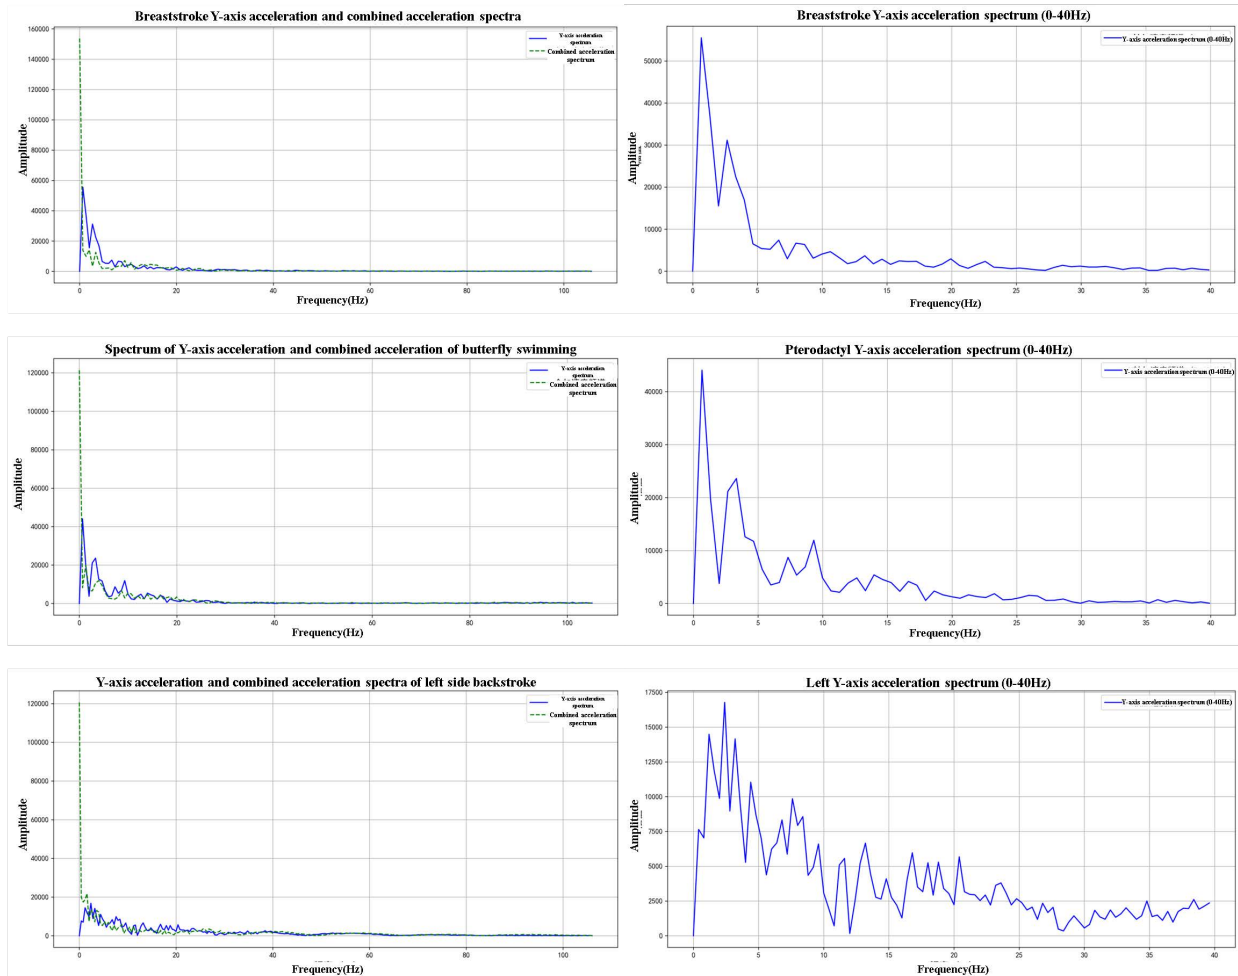 Breaststroke Y-axis acceleration and combined acceleration spectra
Y-axis acceleration
spectrum
Combined acceleration
spectrum
Amplitude
160000
140000
120000
100000
80000
60000
40000
20000
0
0 20 40 60 80 100
Frequency(Hz)
Breaststroke Y-axis acceleration spectrum (0-40Hz)
Y-axis acceleration spectrum (0-40Hz)
Amplitude
50000
40000
30000
20000
10000
0
0 5 10 15 20 25 30 35 40
Frequency(Hz)
Spectrum of Y-axis acceleration and combined acceleration of butterfly swimming
Y-axis acceleration
spectrum
Combined acceleration
spectrum
Amplitude
120000
100000
80000
60000
40000
20000
0
0 20 40 60 80 100
Frequency(Hz)
Pterodactyl Y-axis acceleration spectrum (0-40Hz)
Y-axis acceleration spectrum (0-40Hz)
Amplitude
40000
30000
20000
10000
0
0 5 10 15 20 25 30 35 40
Frequency(Hz)
Y-axis acceleration and combined acceleration spectra of left side backstroke
Y-axis acceleration
spectrum
Combined acceleration
spectrum
Amplitude
120000
100000
80000
60000
40000
20000
0
0 20 40 60 80 100
Frequency(Hz)
Left Y-axis acceleration spectrum (0-40Hz)
Y-axis acceleration spectrum (0-40Hz)
Amplitude
17500
15000
12500
10000
7500
5000
2500
0
0 5 10 15 20 25 30 35 40
Frequency(Hz)